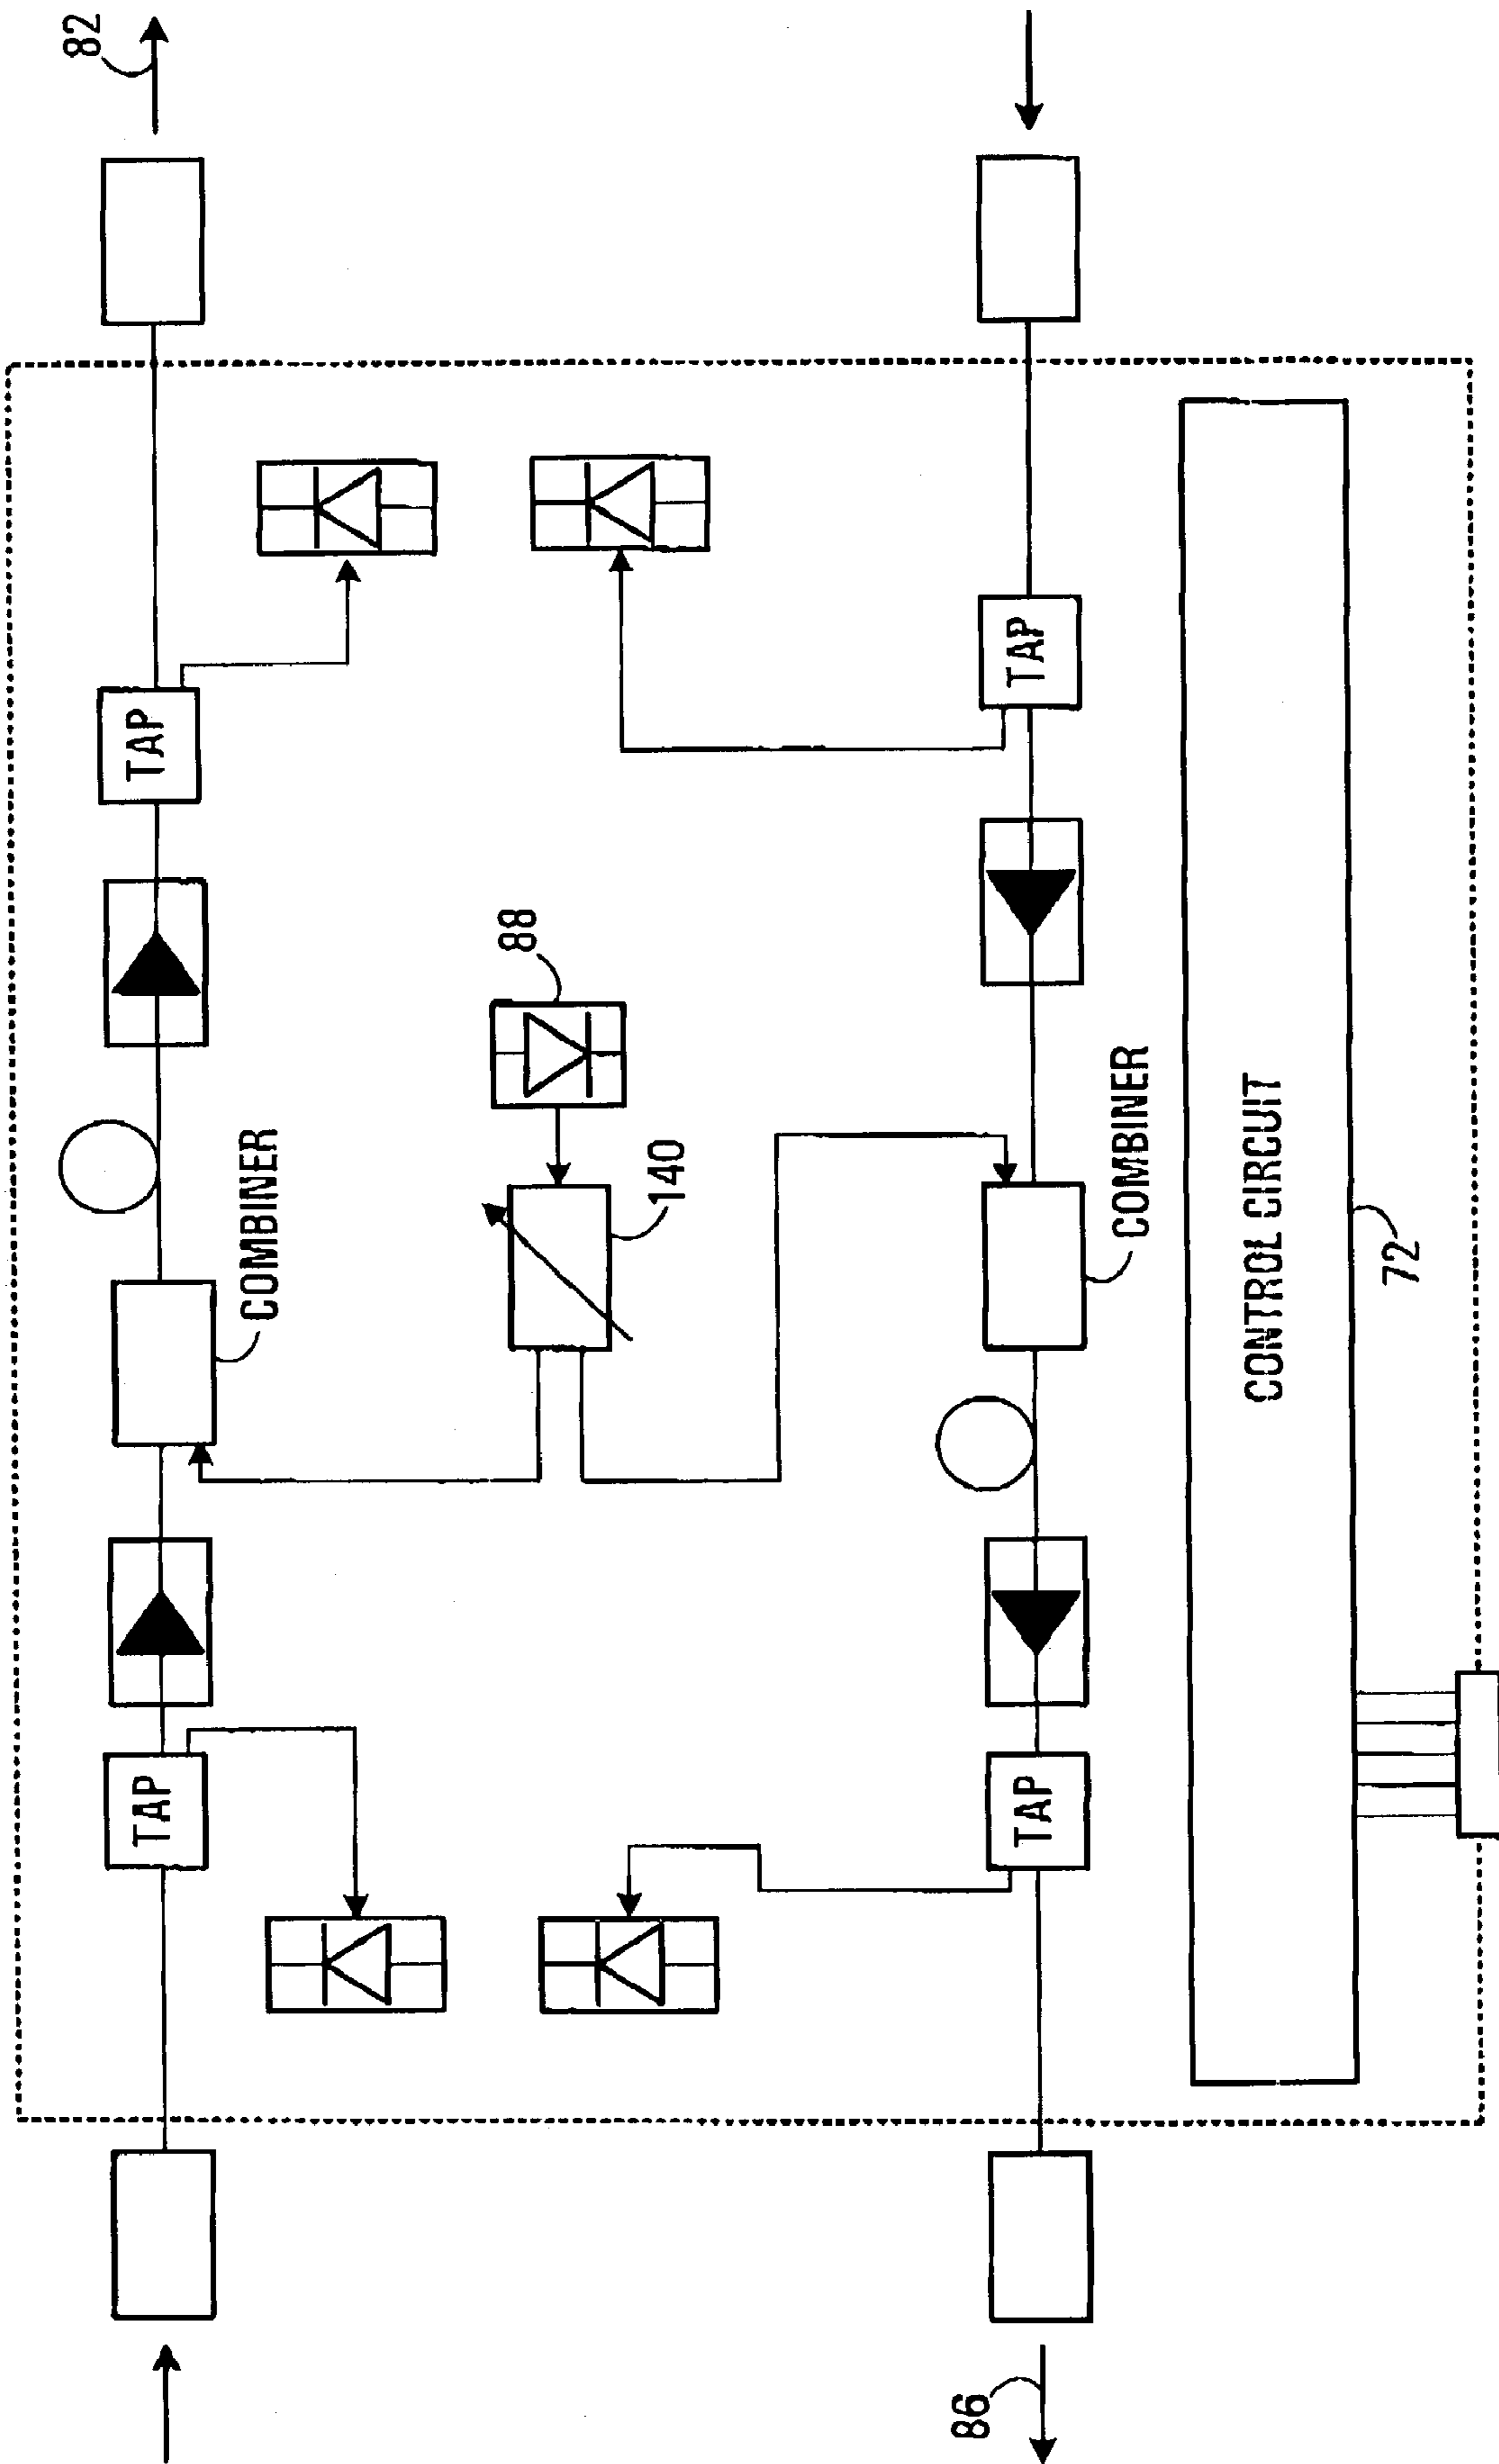 82
TAP
TAP
COMBINER
88
140
86
TAP
TAP
COMBINER
CONTROL CIRCUIT
72